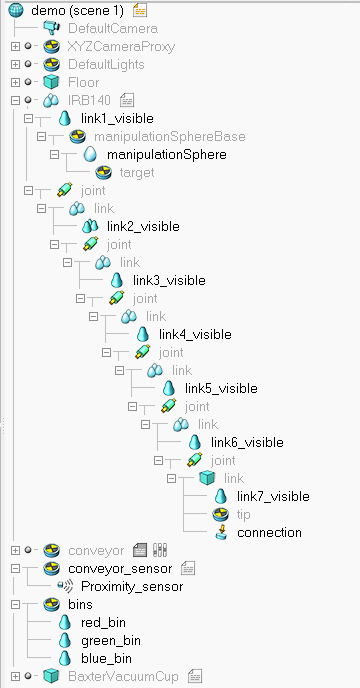 demo (scene 1)
DefaultCamera
XYZCameraProxy
DefaultLights
Floor
IRB140
link1_visible
manipulationSphereBase
manipulationSphere
target
joint
link
link2_visible
joint
link
link3_visible
joint
link
link4_visible
joint
link
link5_visible
joint
link
link6_visible
joint
link
link7_visible
tip
connection
conveyor
conveyor_sensor
Proximity_sensor
bins
red_bin
green_bin
blue_bin
BaxterVacuumCup